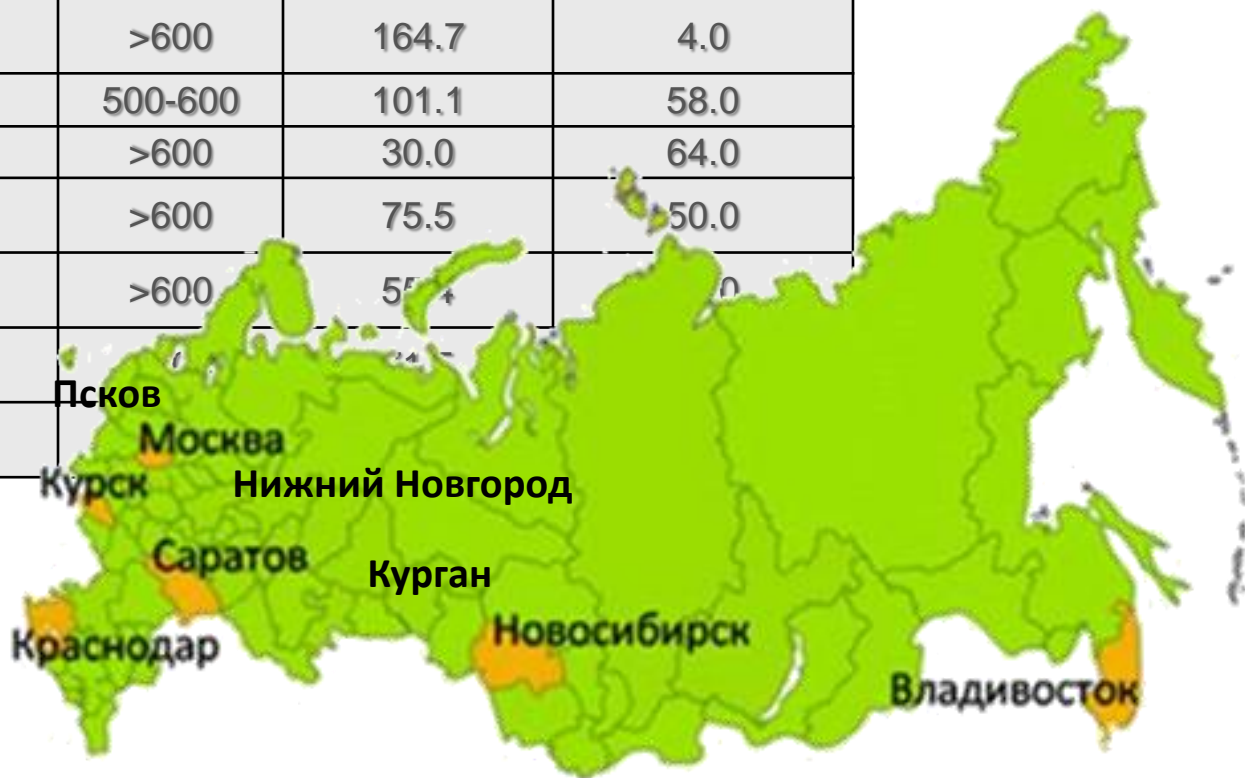 >600 164.7 4.0
500-600 101.1 58.0
>600 30.0 64.0
>600 75.5 50.0
>600
Псков
Москва
Курск Нижний Новгород
Саратов Курган
Новосибирск
Краснодар
Владивосток